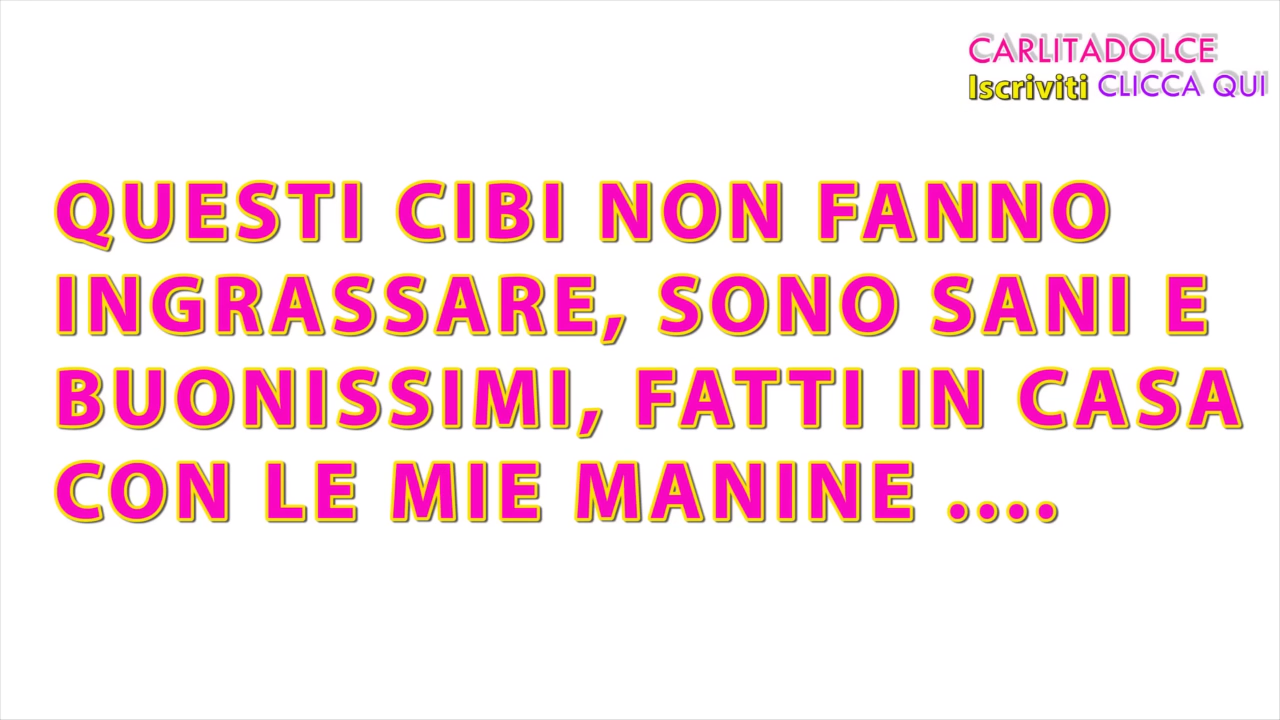 CARLITADOLCE
Iscriviti CLICCA QUI
QUESTI CIBI NON FANNO
INGRASSARE, SONO SANI E
BUONISSIMI, FATTI IN CASA
CON LE MIE MANINE ....